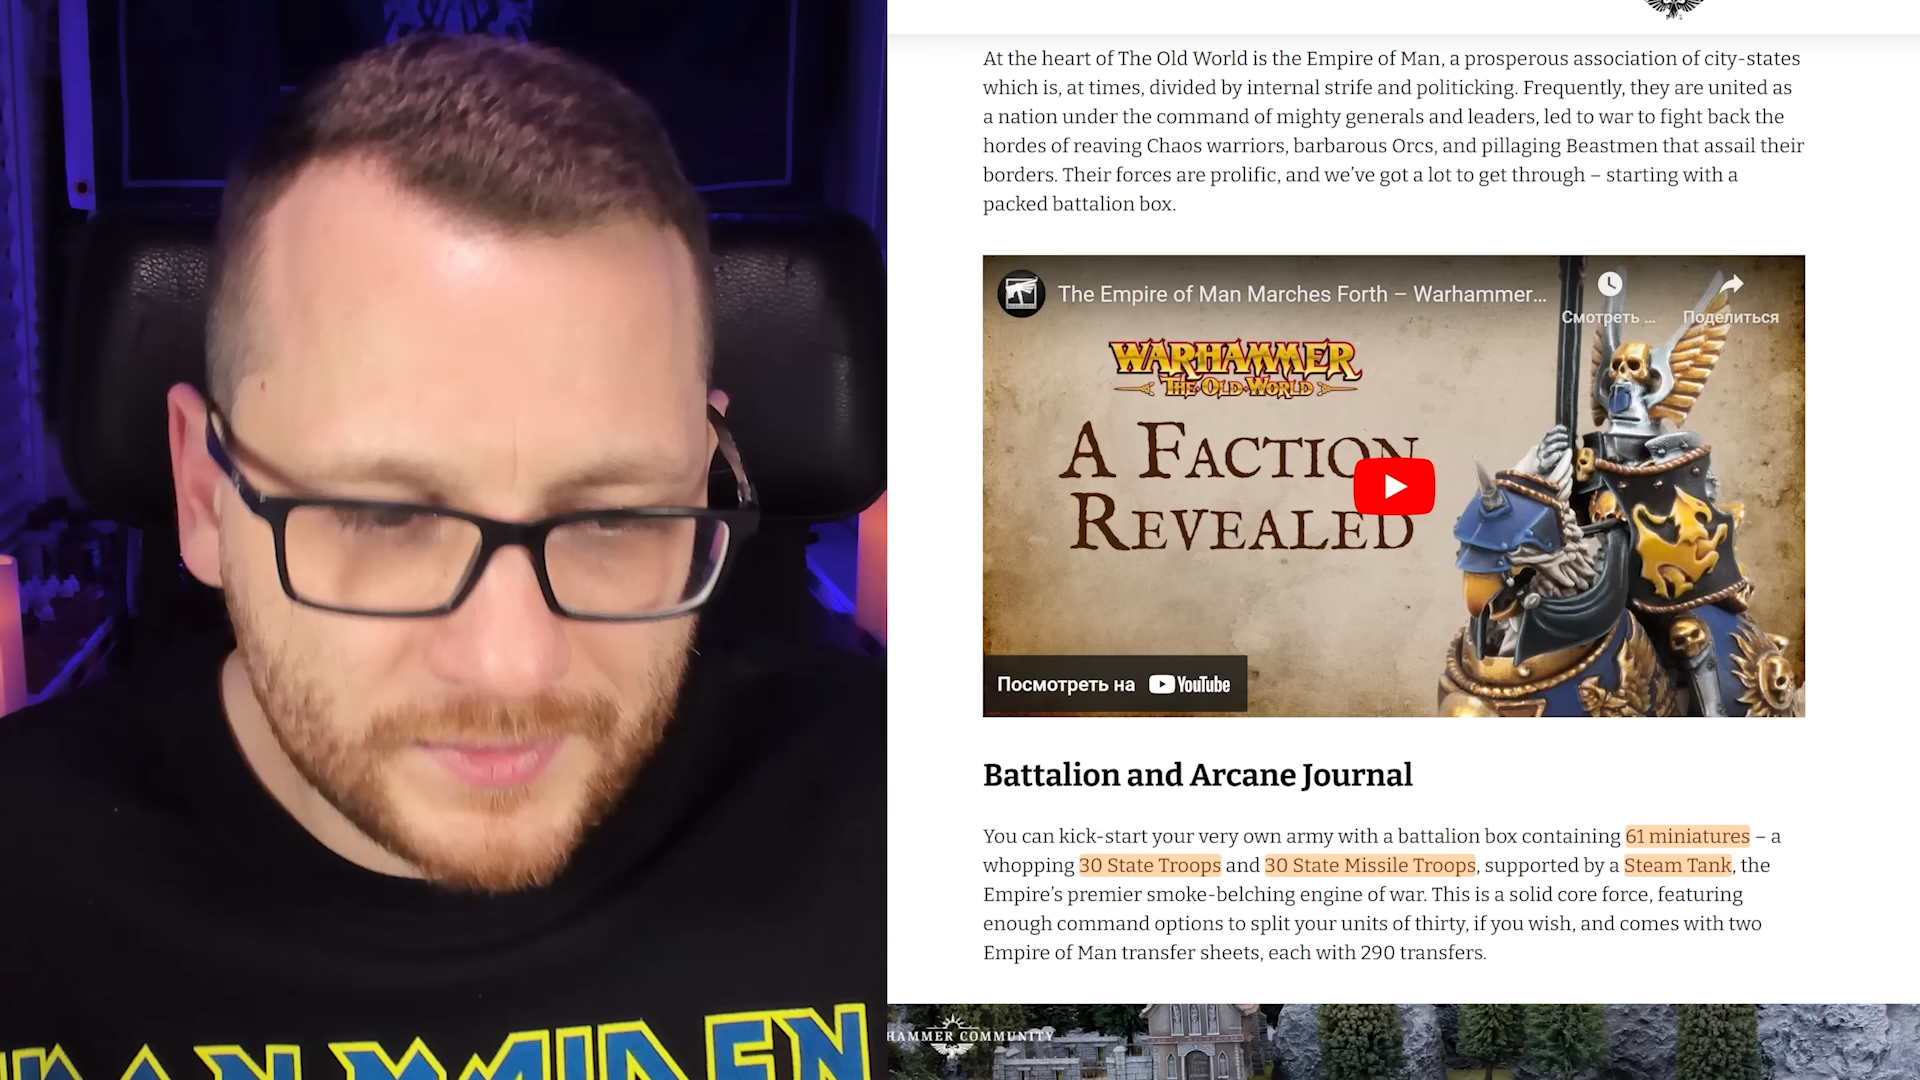 At the heart of The Old World is the Empire of Man, a prosperous association of city-states
which is, at times, divided by internal strife and politicking. Frequently, they are united as
a nation under the command of mighty generals and leaders, led to war to fight back the
hordes of reaving Chaos warriors, barbarous Orcs, and pillaging Beastmen that assail their
borders. Their forces are prolific, and we’ve got a lot to get through – starting with a
packed battalion box.
The Empire of Man Marches Forth – Warhammer...
Смотреть ...
Поделиться
WARHAMMER
THE OLD WORLD
A FACTION
REVEALED
Посмотреть на YouTube
Battalion and Arcane Journal
You can kick-start your very own army with a battalion box containing 61 miniatures – a
whopping 30 State Troops and 30 State Missile Troops, supported by a Steam Tank, the
Empire’s premier smoke-belching engine of war. This is a solid core force, featuring
enough command options to split your units of thirty, if you wish, and comes with two
Empire of Man transfer sheets, each with 290 transfers.
HAMMER COMMUNITY
IRON MAIDEN